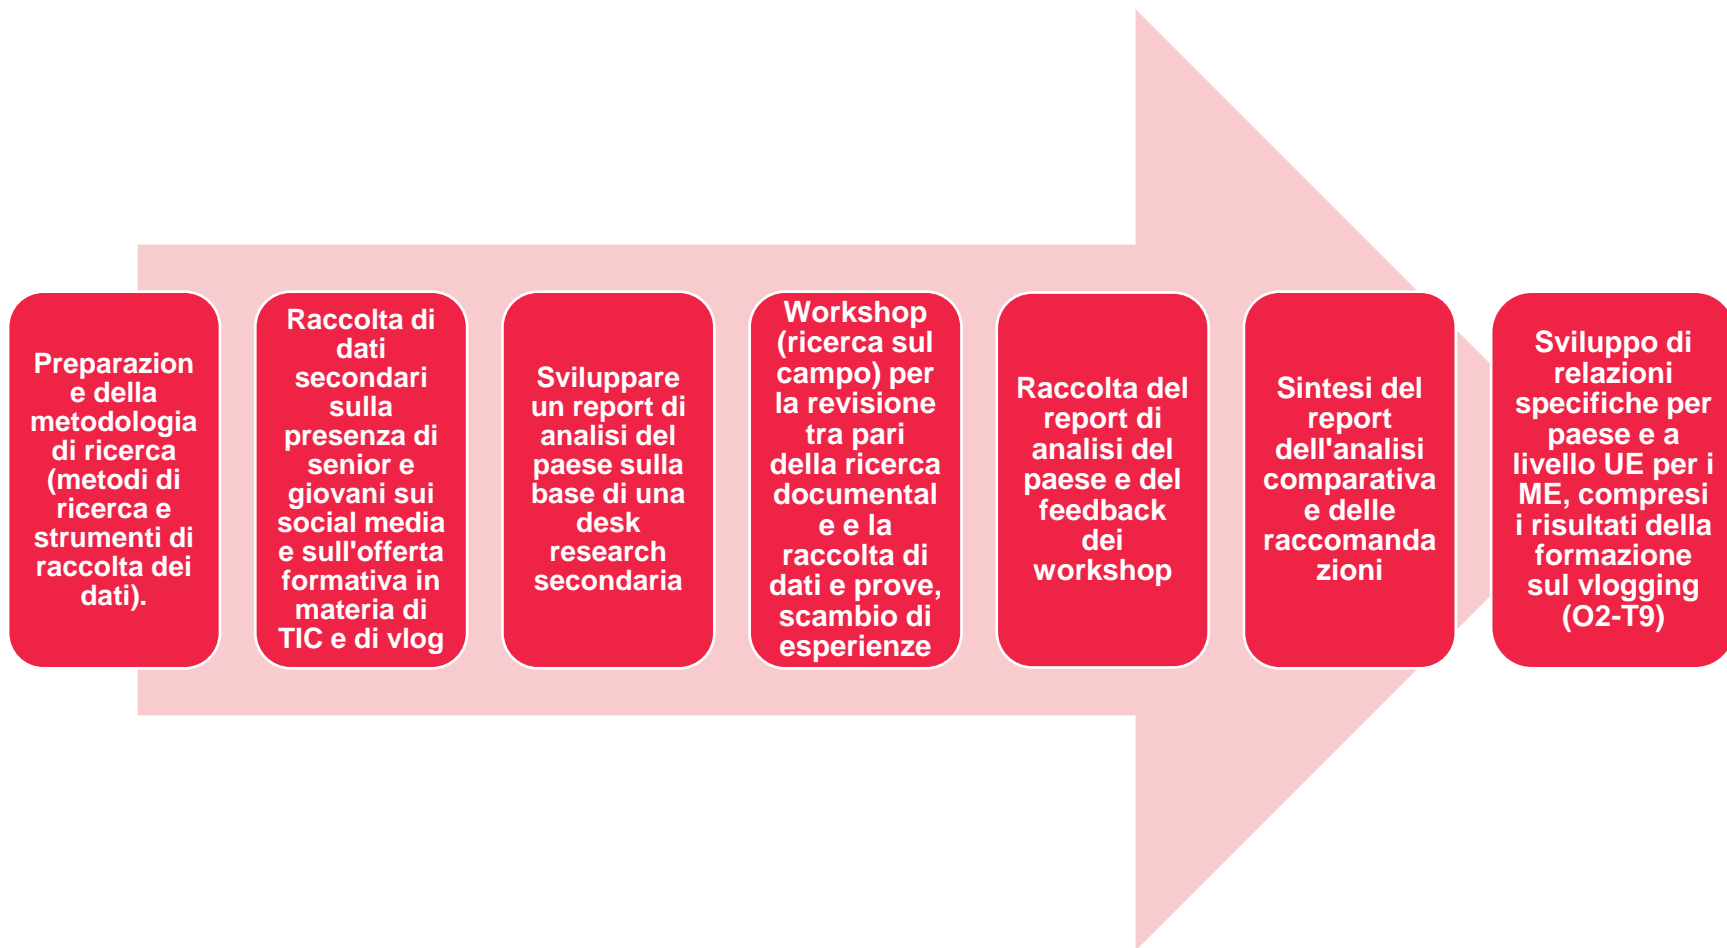 Preparazion
e della
metodologia
di ricerca
(metodi di
ricerca e
strumenti di
raccolta dei
dati).
Raccolta di
dati
secondari
sulla
presenza di
senior e
giovani sui
social media
e sull'offerta
formativa in
materia di
TIC e di vlog
Sviluppare
un report di
analisi del
paese sulla
base di una
desk
research
secondaria
Workshop
(ricerca sul
campo) per
la revisione
tra pari
della ricerca
documental
e e la
raccolta di
dati e prove,
scambio di
esperienze
Raccolta del
report di
analisi del
paese e del
feedback
dei
workshop
Sintesi del
report
dell'analisi
comparativa
e delle
raccomanda
zioni
Sviluppo di
relazioni
specifiche per
paese e a
livello UE per i
ME, compresi
i risultati della
formazione
sul vlogging
(O2-T9)